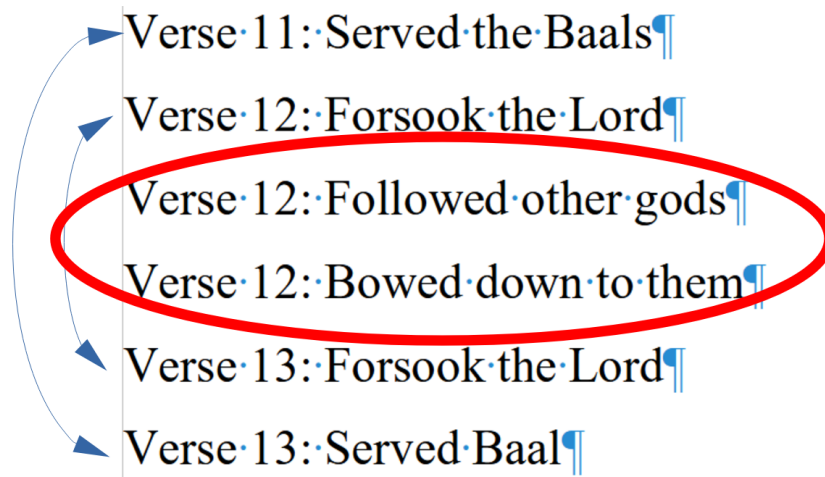 Verse 11: Served the Baals
Verse 12: Forsook the Lord
Verse 12: Followed other gods
Verse 12: Bowed down to them
Verse 13: Forsook the Lord
Verse 13: Served Baal